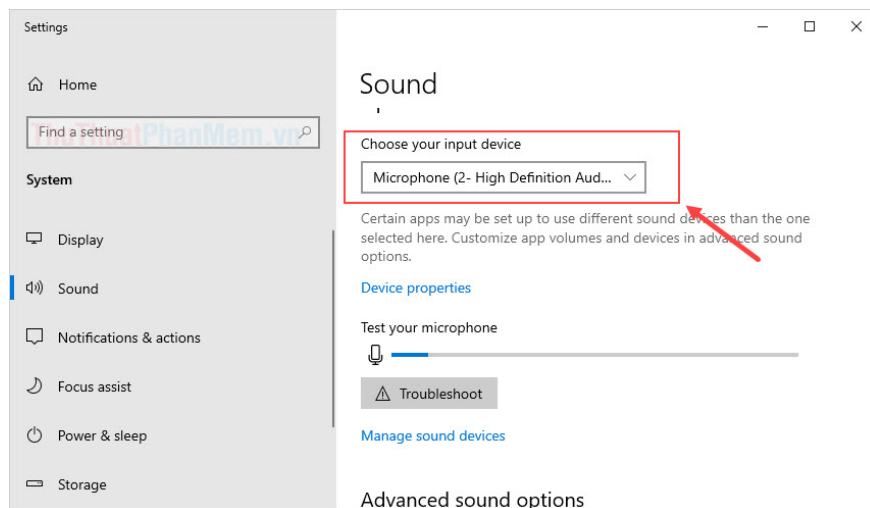 Settings
Home
Find a setting
ThuThuatPhanMem.vn
System
Display
Sound
Notifications & actions
Focus assist
Power & sleep
Storage
Sound
Choose your input device
Microphone (2- High Definition Aud...
Certain apps may be set up to use different sound devices than the one
selected here. Customize app volumes and devices in advanced sound
options.
Device properties
Test your microphone
Troubleshoot
Manage sound devices
Advanced sound options